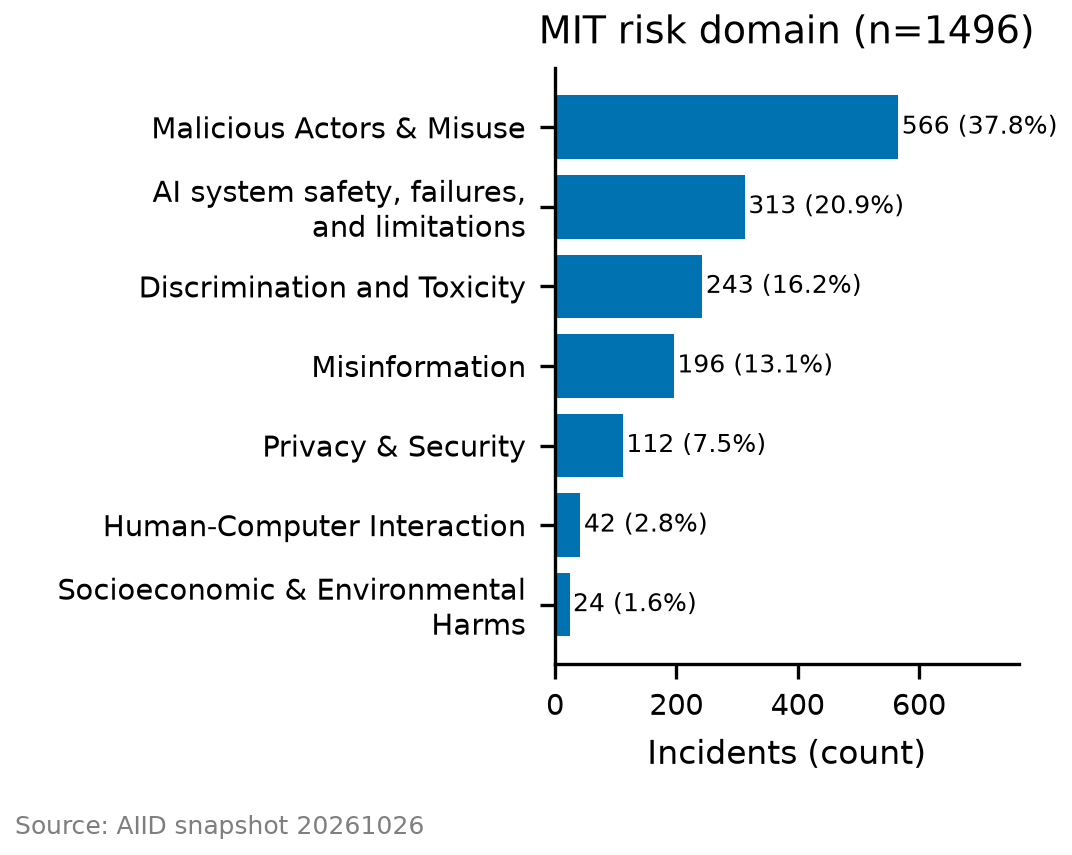 MIT risk domain (n=1496)
Malicious Actors & Misuse
566 (37.8%)
AI system safety, failures,
and limitations
313 (20.9%)
Discrimination and Toxicity
243 (16.2%)
Misinformation
196 (13.1%)
Privacy & Security
112 (7.5%)
Human-Computer Interaction
42 (2.8%)
Socioeconomic & Environmental
Harms
24 (1.6%)
0 200 400 600
Incidents (count)
Source: AIID snapshot 20261026